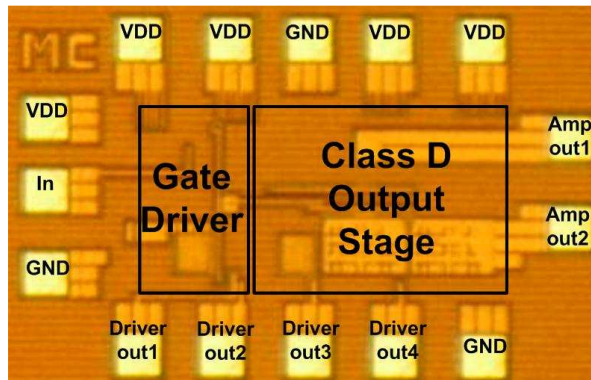 MC
VDD
VDD
GND
VDD
VDD
VDD
In
GND
Gate
Driver
Class D
Output
Stage
Amp
out1
Amp
out2
Driver
out1
Driver
out2
Driver
out3
Driver
out4
GND